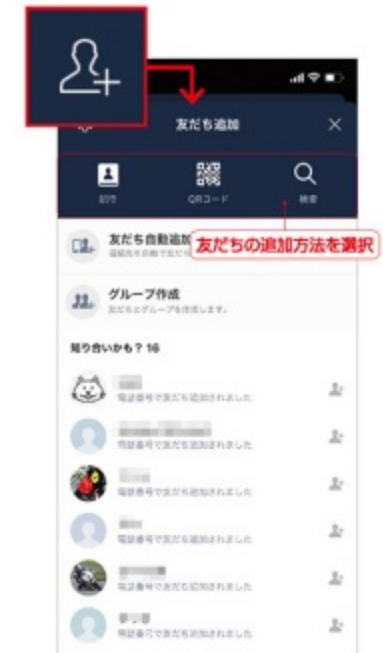 友だち追加
招待
QRコード
検索
友だちの追加方法を選択
友だち自動追加
グループ作成
友だちとグループを作成します。
知り合いかも？ 16
電話番号で友だち追加されました
電話番号で友だち追加されました
電話番号で友だち追加されました
電話番号で友だち追加されました
電話番号で友だち追加されました
電話番号で友だち追加されました